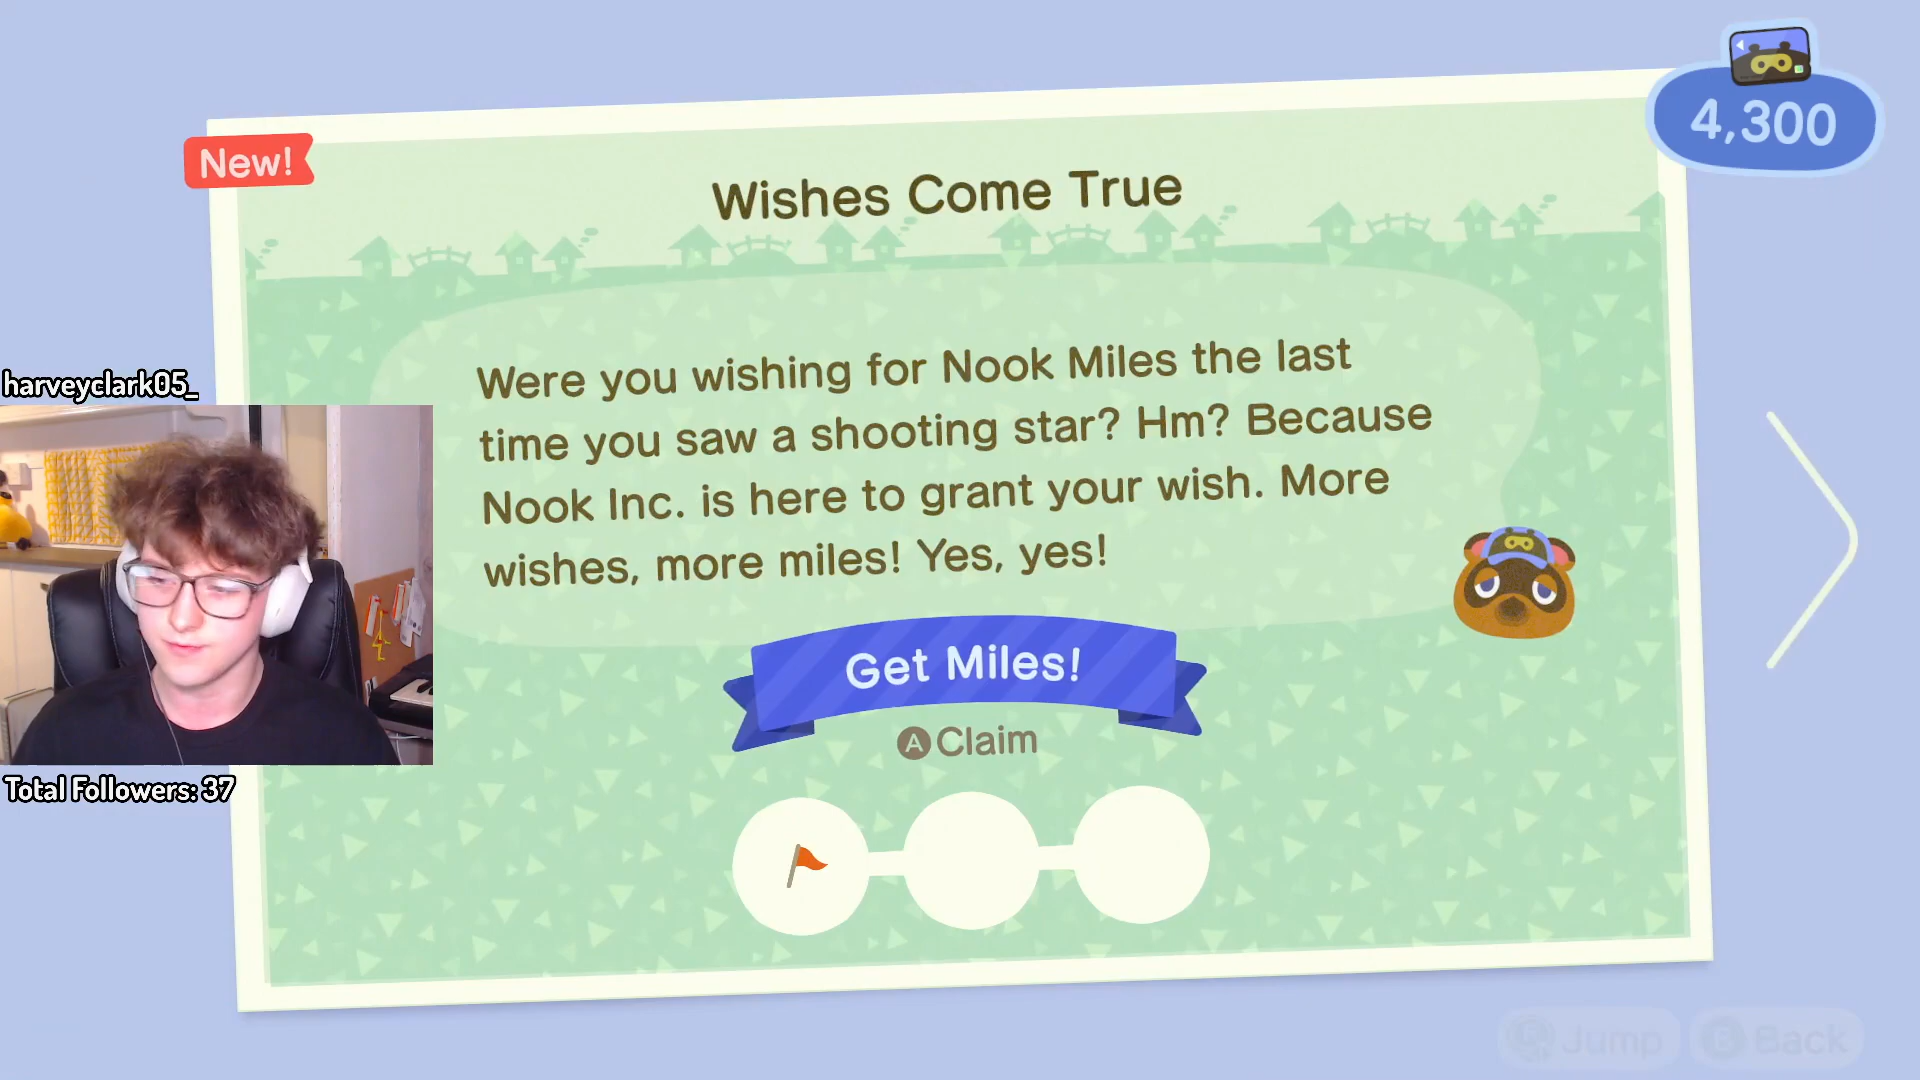 4,300
New!
Wishes Come True
Were you wishing for Nook Miles the last
time you saw a shooting star? Hm? Because
Nook Inc. is here to grant your wish. More
wishes, more miles! Yes, yes!
harveyclark05_
Get Miles!
A Claim
Total Followers: 37
Jump
B Back